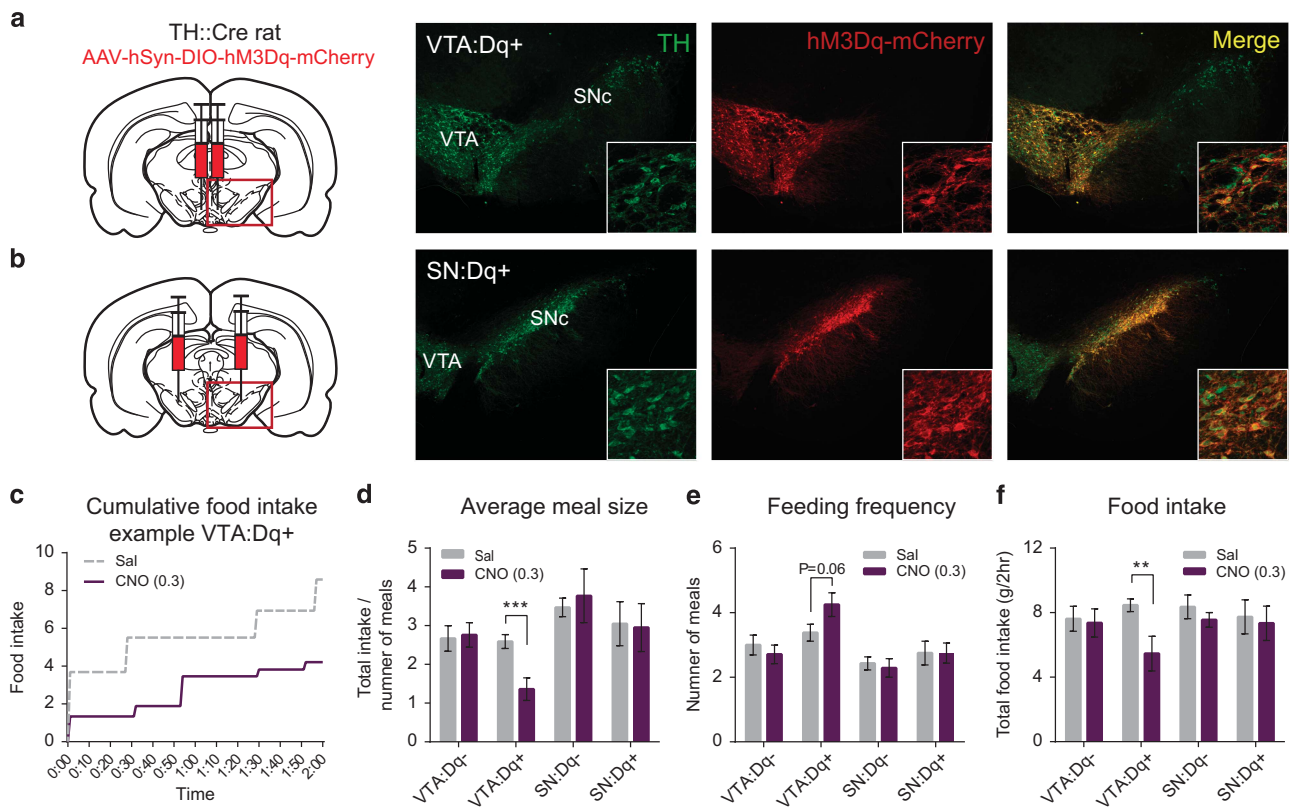 a
TH::Cre rat
AAV-hSyn-DIO-hM3Dq-mCherry
VTA:Dq+
TH
SNc
VTA
hM3Dq-mCherry
Merge
b
SN:Dq+
SNc
VTA
c
Cumulative food intake
example VTA:Dq+
Sal
CNO (0.3)
Food intake
10
8
6
4
2
0
0:00
0:10
0:20
0:30
0:40
0:50
1:00
1:10
1:20
1:30
1:40
1:50
2:00
Time
d
Average meal size
Sal
CNO (0.3)
***
Total intake /
numner of meals
5
4
3
2
1
0
VTA:Dq-
VTA:Dq+
SN:Dq-
SN:Dq+
e
Feeding frequency
Sal
CNO (0.3)
P=0.06
Numner of meals
6
4
2
0
VTA:Dq-
VTA:Dq+
SN:Dq-
SN:Dq+
f
Food intake
Sal
CNO (0.3)
**
Total food intake (g/2hr)
12
9
6
3
0
VTA:Dq-
VTA:Dq+
SN:Dq-
SN:Dq+